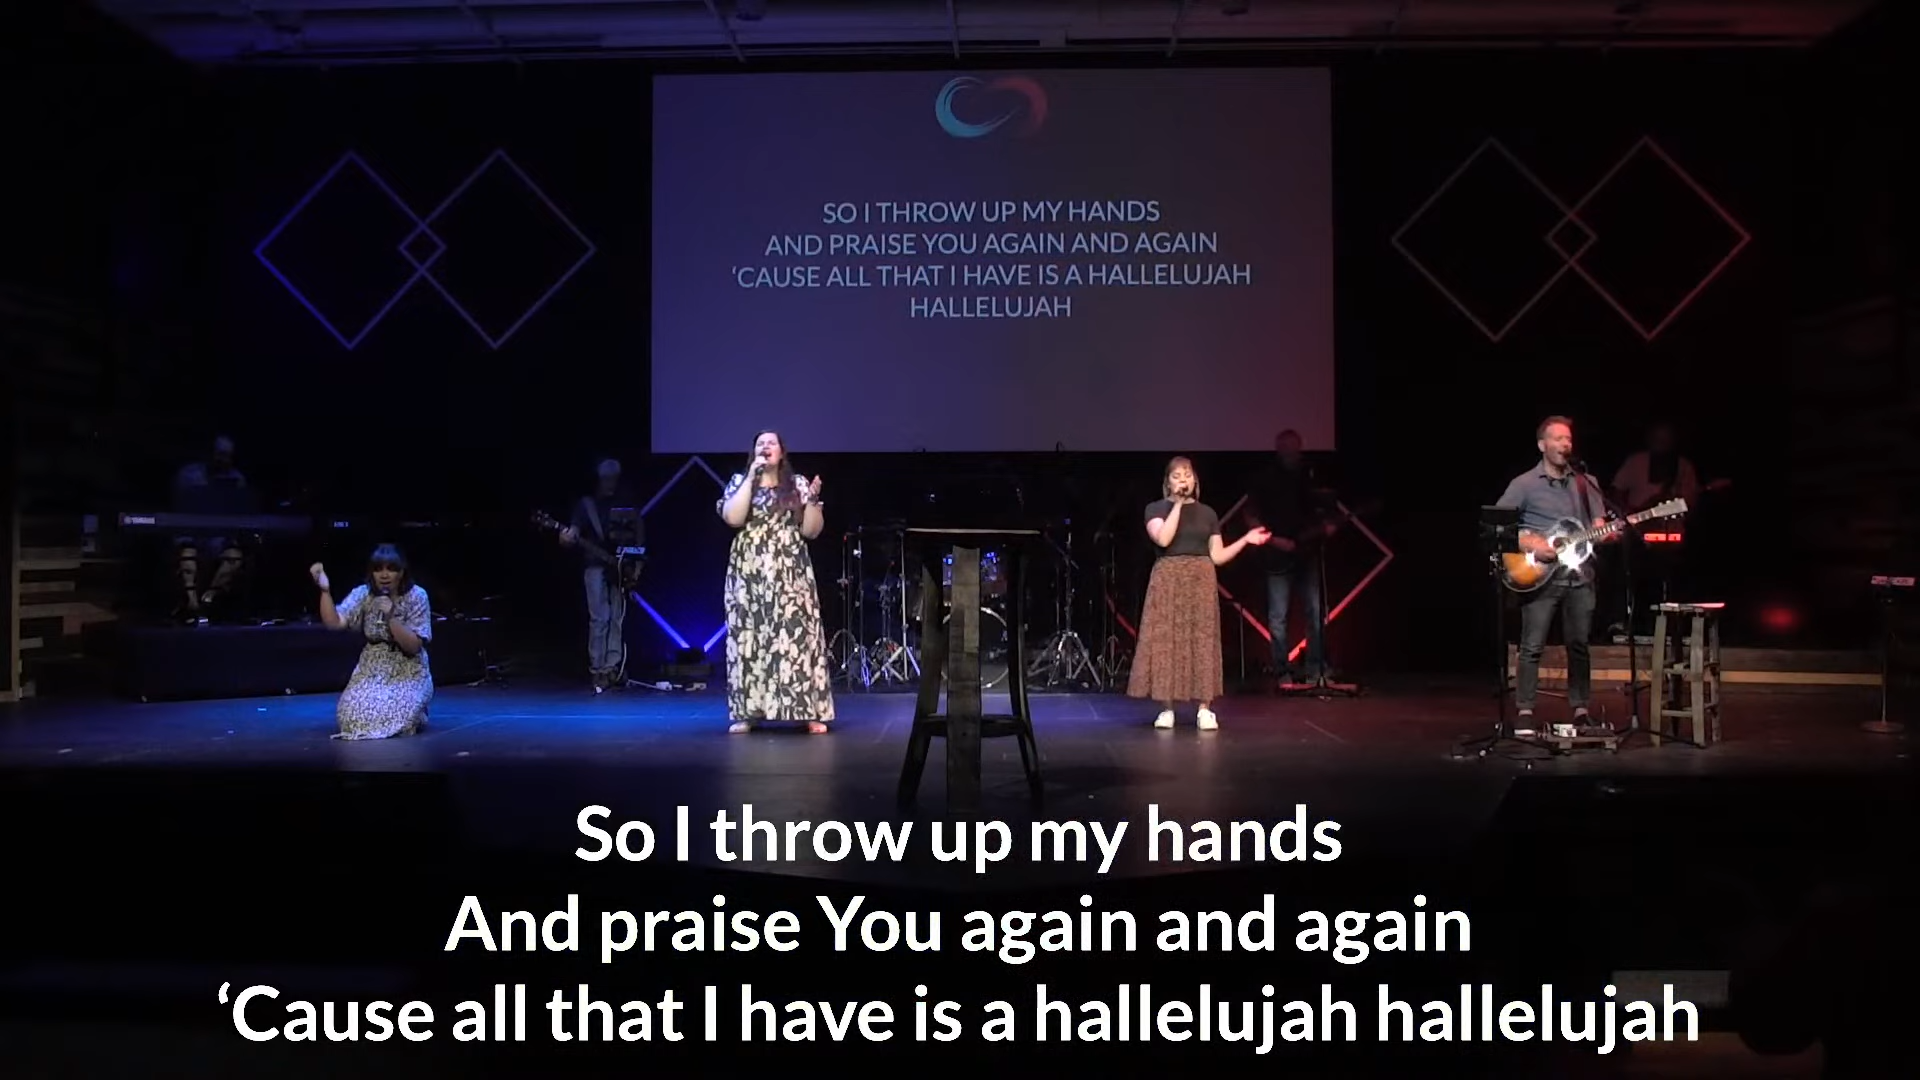 SO I THROW UP MY HANDS
AND PRAISE YOU AGAIN AND AGAIN
‘CAUSE ALL THAT I HAVE IS A HALLELUJAH
HALLELUJAH
YAMAHA
So I throw up my hands
And praise You again and again
‘Cause all that I have is a hallelujah hallelujah